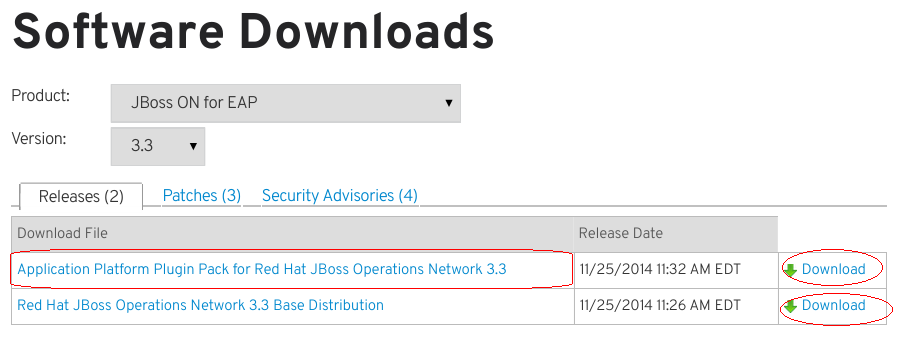 Software Downloads
Product: JBoss ON for EAP
Version: 3.3
Releases (2) Patches (3) Security Advisories (4)
Download File Release Date
Application Platform Plugin Pack for Red Hat JBoss Operations Network 3.3 11/25/2014 11:32 AM EDT Download
Red Hat JBoss Operations Network 3.3 Base Distribution 11/25/2014 11:26 AM EDT Download